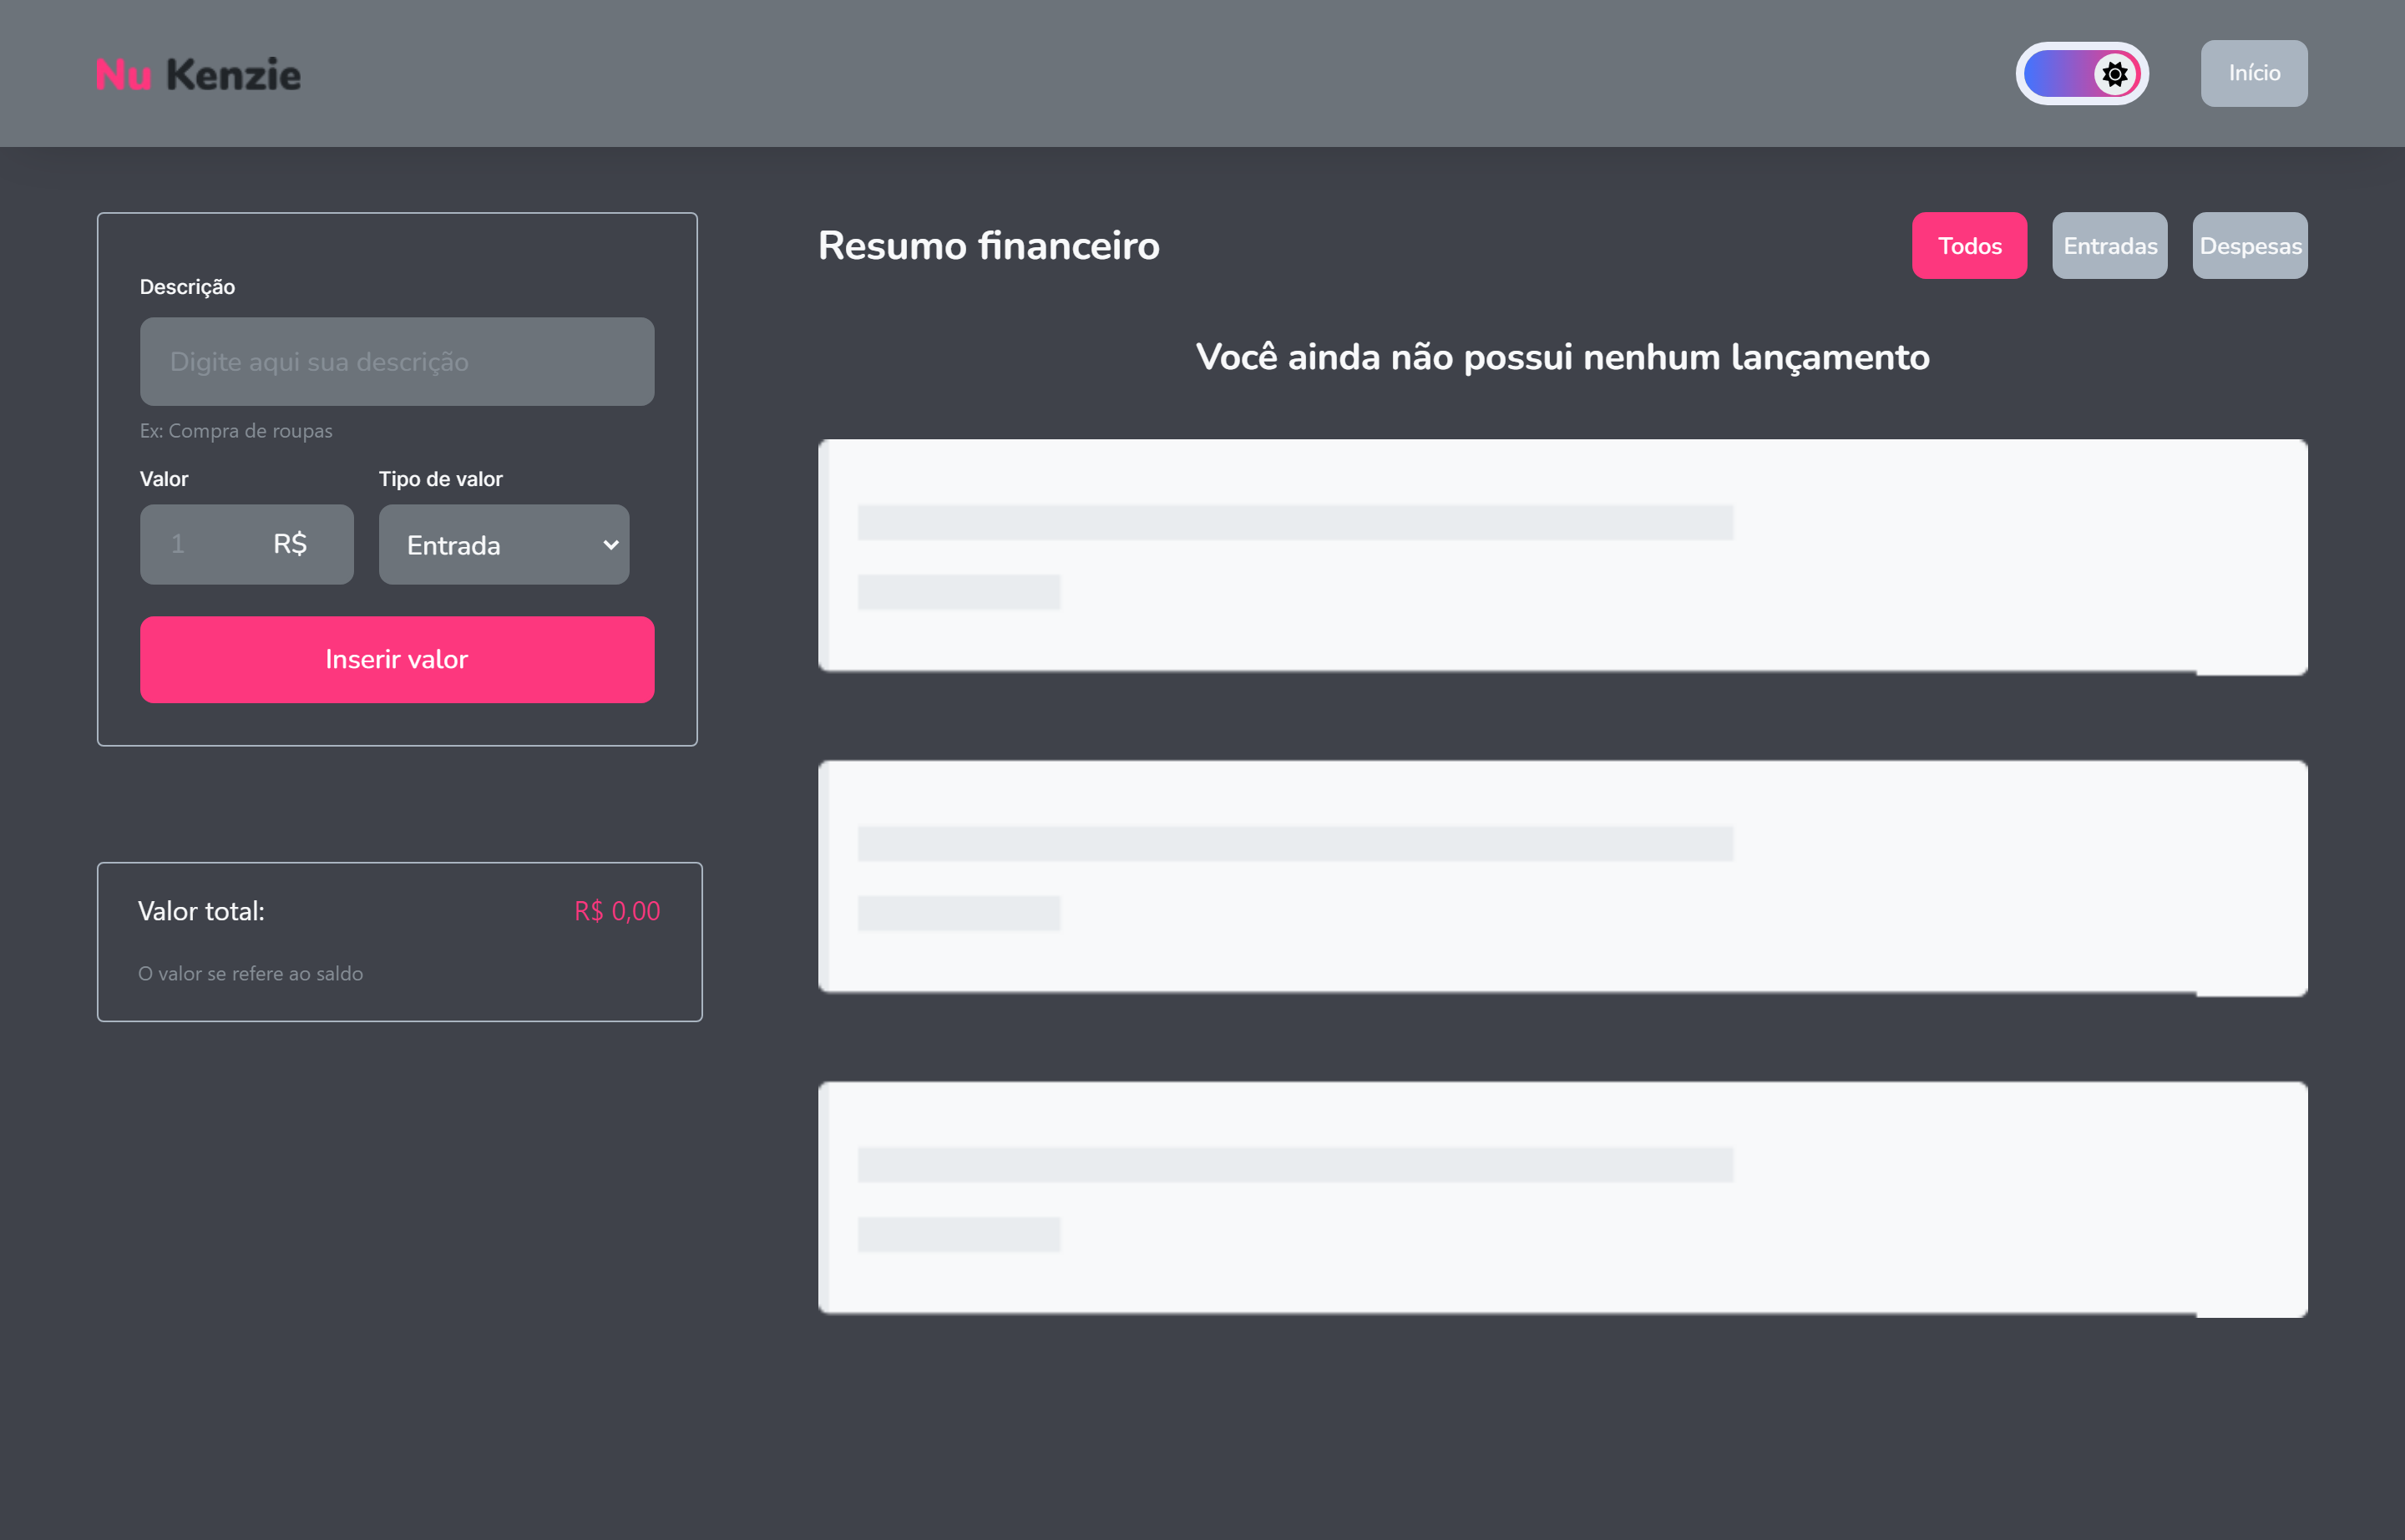 Nu Kenzie
Início
Descrição
Digite aqui sua descrição
Ex: Compra de roupas
Valor
Tipo de valor
1
R$
Entrada
Inserir valor
Valor total:
R$ 0,00
O valor se refere ao saldo
Resumo financeiro
Todos
Entradas
Despesas
Você ainda não possui nenhum lançamento